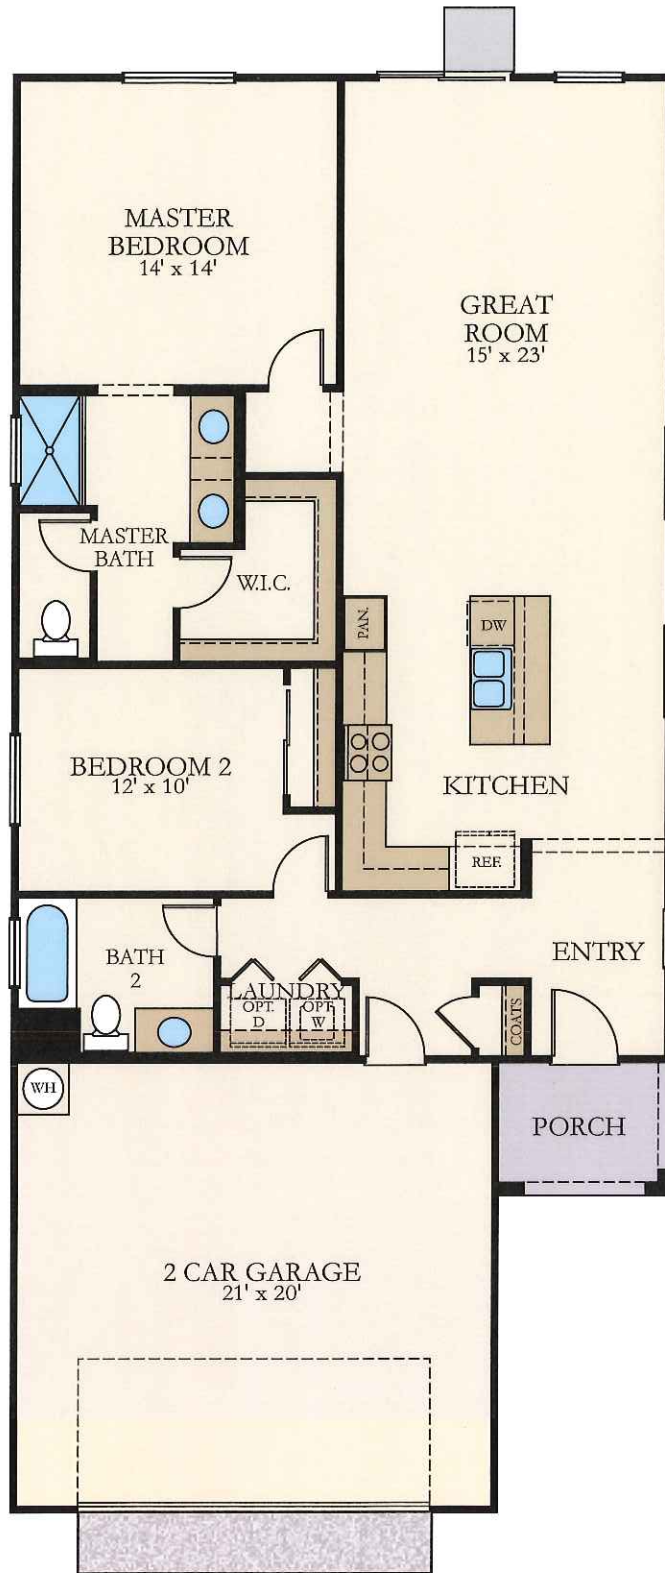 MASTER
BEDROOM
14' x 14'
GREAT
ROOM
15' x 23'
MASTER
BATH
W.I.C.
PAN.
DW
BEDROOM 2
12' x 10'
KITCHEN
REF.
BATH
2
ENTRY
LAUNDRY
OPT. OPT.
D W
COATS
WH
PORCH
2 CAR GARAGE
21' x 20'